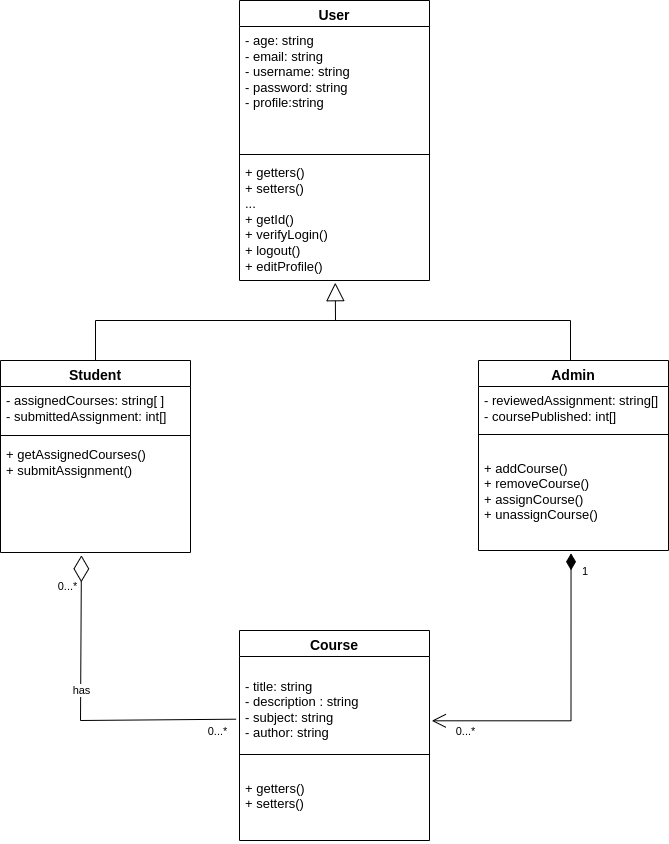 User
- age: string
- email: string
- username: string
- password: string
- profile:string
+ getters()
+ setters()
...
+ getId()
+ verifyLogin()
+ logout()
+ editProfile()
Student
- assignedCourses: string[ ]
- submittedAssignment: int[]
+ getAssignedCourses()
+ submitAssignment()
Admin
- reviewedAssignment: string[]
- coursePublished: int[]
+ addCourse()
+ removeCourse()
+ assignCourse()
+ unassignCourse()
0...*
1
has
0...*
0...*
Course
- title: string
- description : string
- subject: string
- author: string
+ getters()
+ setters()